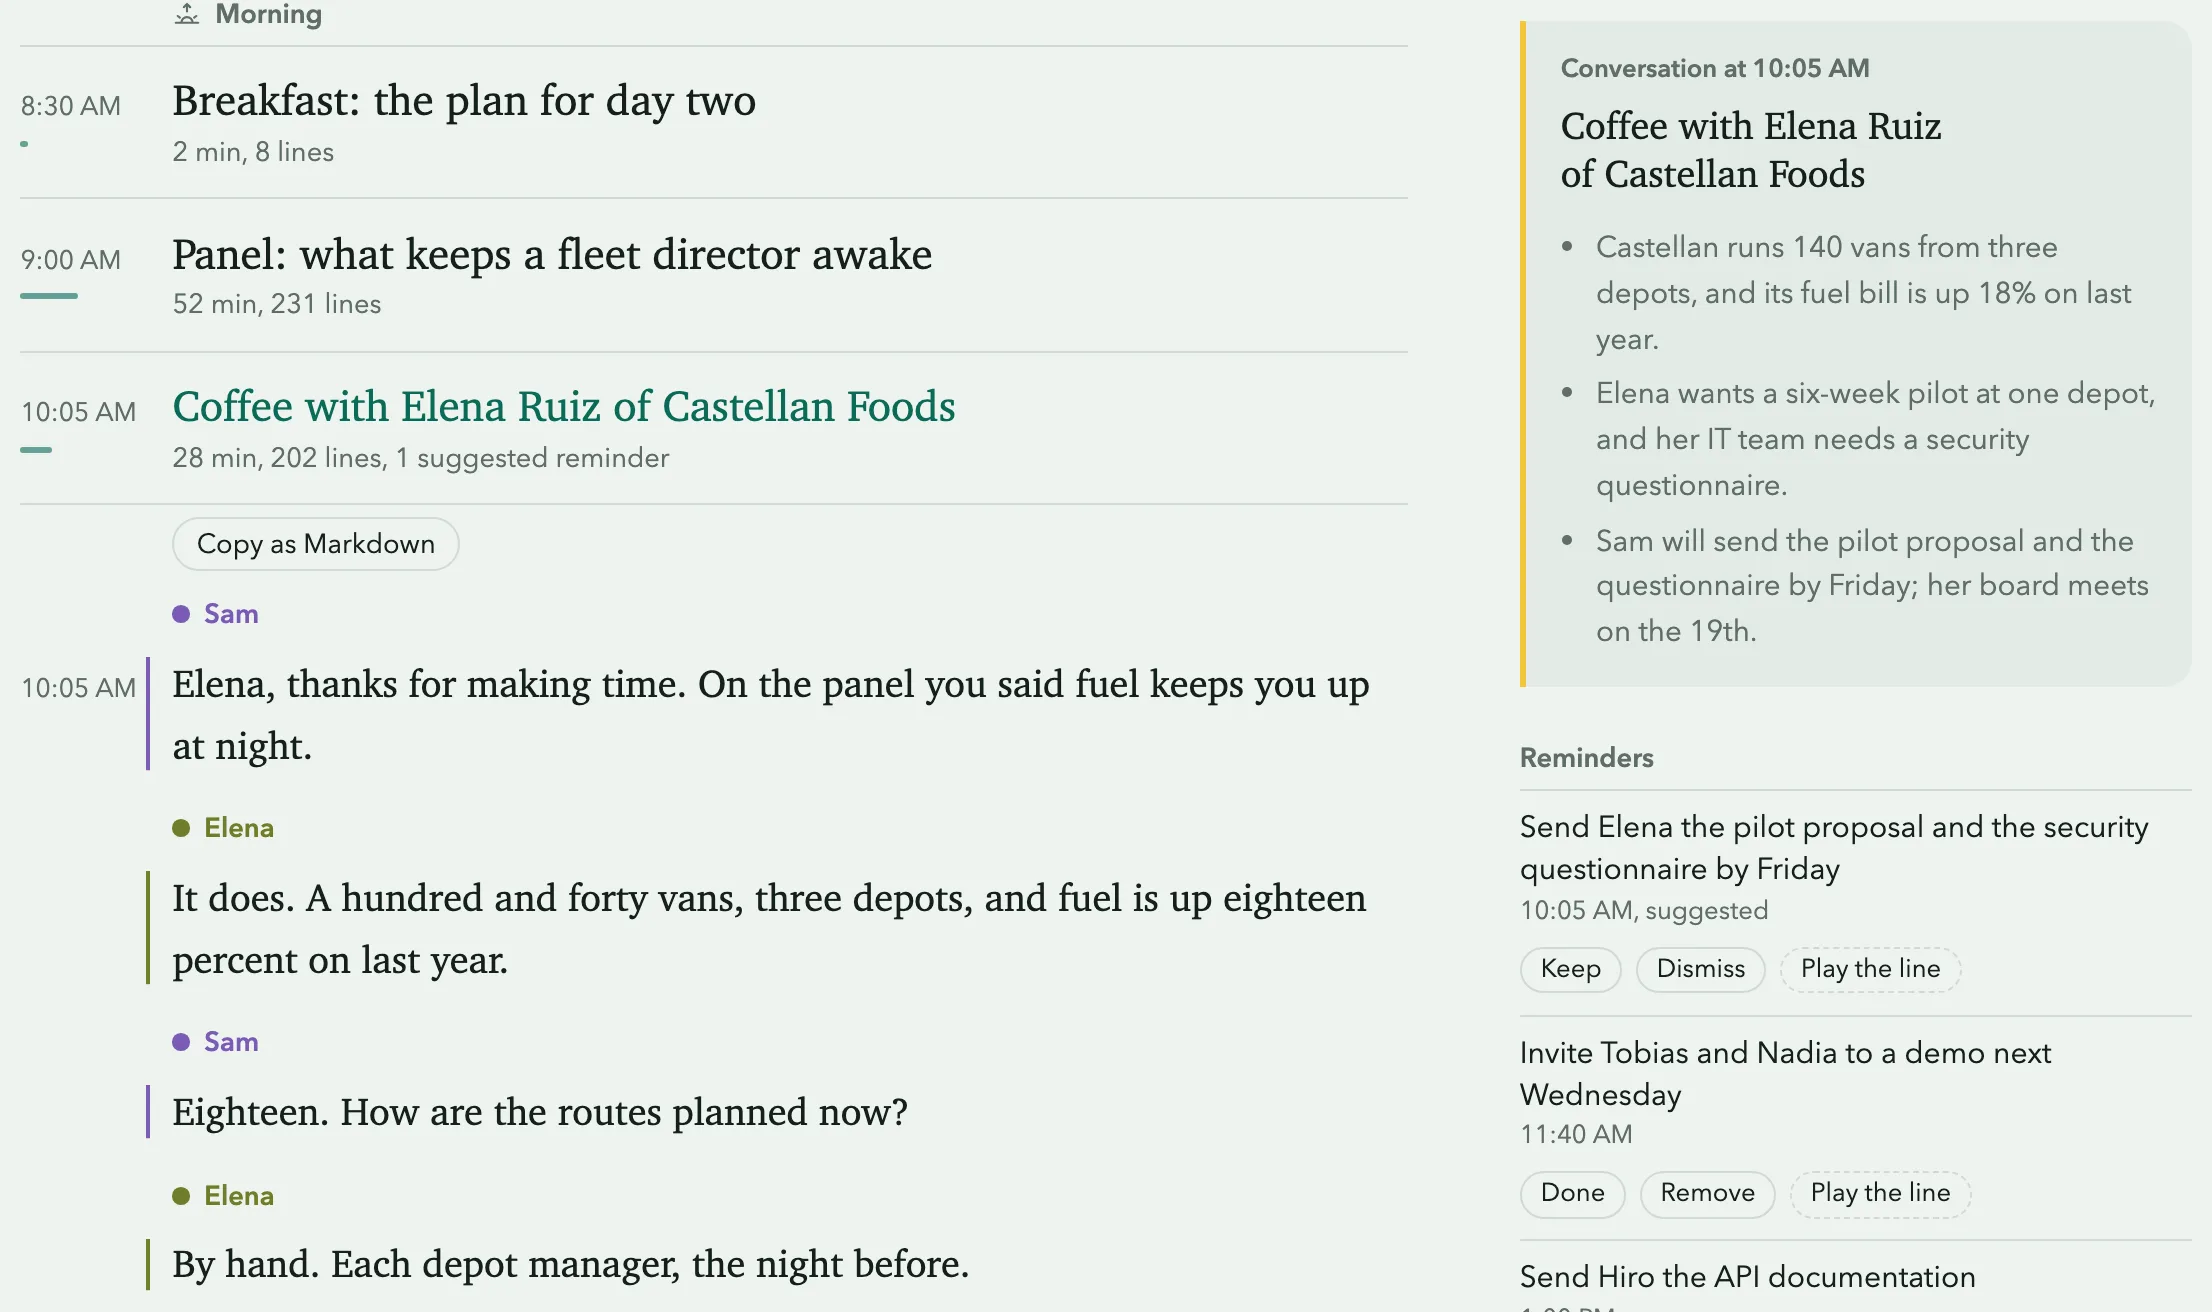 Morning
8:30 AM
Breakfast: the plan for day two
2 min, 8 lines
9:00 AM
Panel: what keeps a fleet director awake
52 min, 231 lines
10:05 AM
Coffee with Elena Ruiz of Castellan Foods
28 min, 202 lines, 1 suggested reminder
Copy as Markdown
Sam
10:05 AM
Elena, thanks for making time. On the panel you said fuel keeps you up
at night.
Elena
It does. A hundred and forty vans, three depots, and fuel is up eighteen
percent on last year.
Sam
Eighteen. How are the routes planned now?
Elena
By hand. Each depot manager, the night before.
Conversation at 10:05 AM
Coffee with Elena Ruiz
of Castellan Foods
• Castellan runs 140 vans from three
depots, and its fuel bill is up 18% on last
year.
• Elena wants a six-week pilot at one depot,
and her IT team needs a security
questionnaire.
• Sam will send the pilot proposal and the
questionnaire by Friday; her board meets
on the 19th.
Reminders
Send Elena the pilot proposal and the security
questionnaire by Friday
10:05 AM, suggested
Keep
Dismiss
Play the line
Invite Tobias and Nadia to a demo next
Wednesday
11:40 AM
Done
Remove
Play the line
Send Hiro the API documentation